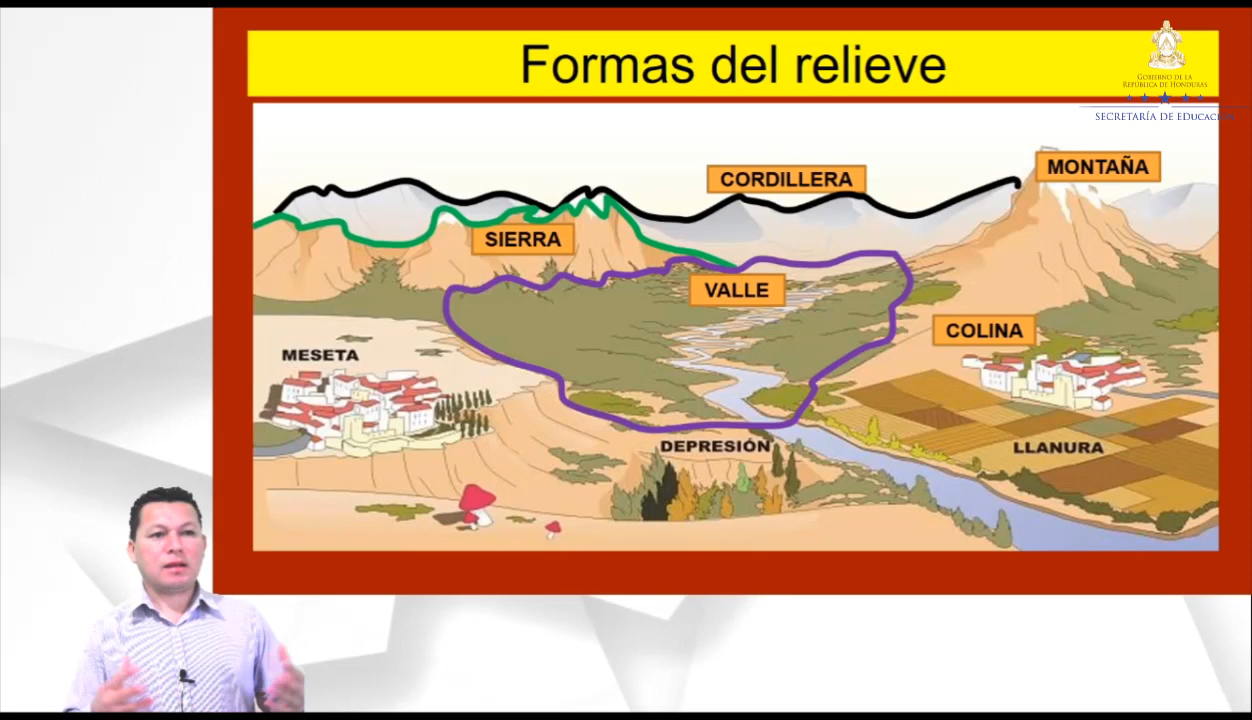 Formas del relieve
GOBIERNO DE LA
REPÚBLICA DE HONDURAS
SECRETARÍA DE EDUCACIÓN
CORDILLERA
MONTAÑA
SIERRA
VALLE
COLINA
MESETA
DEPRESIÓN
LLANURA